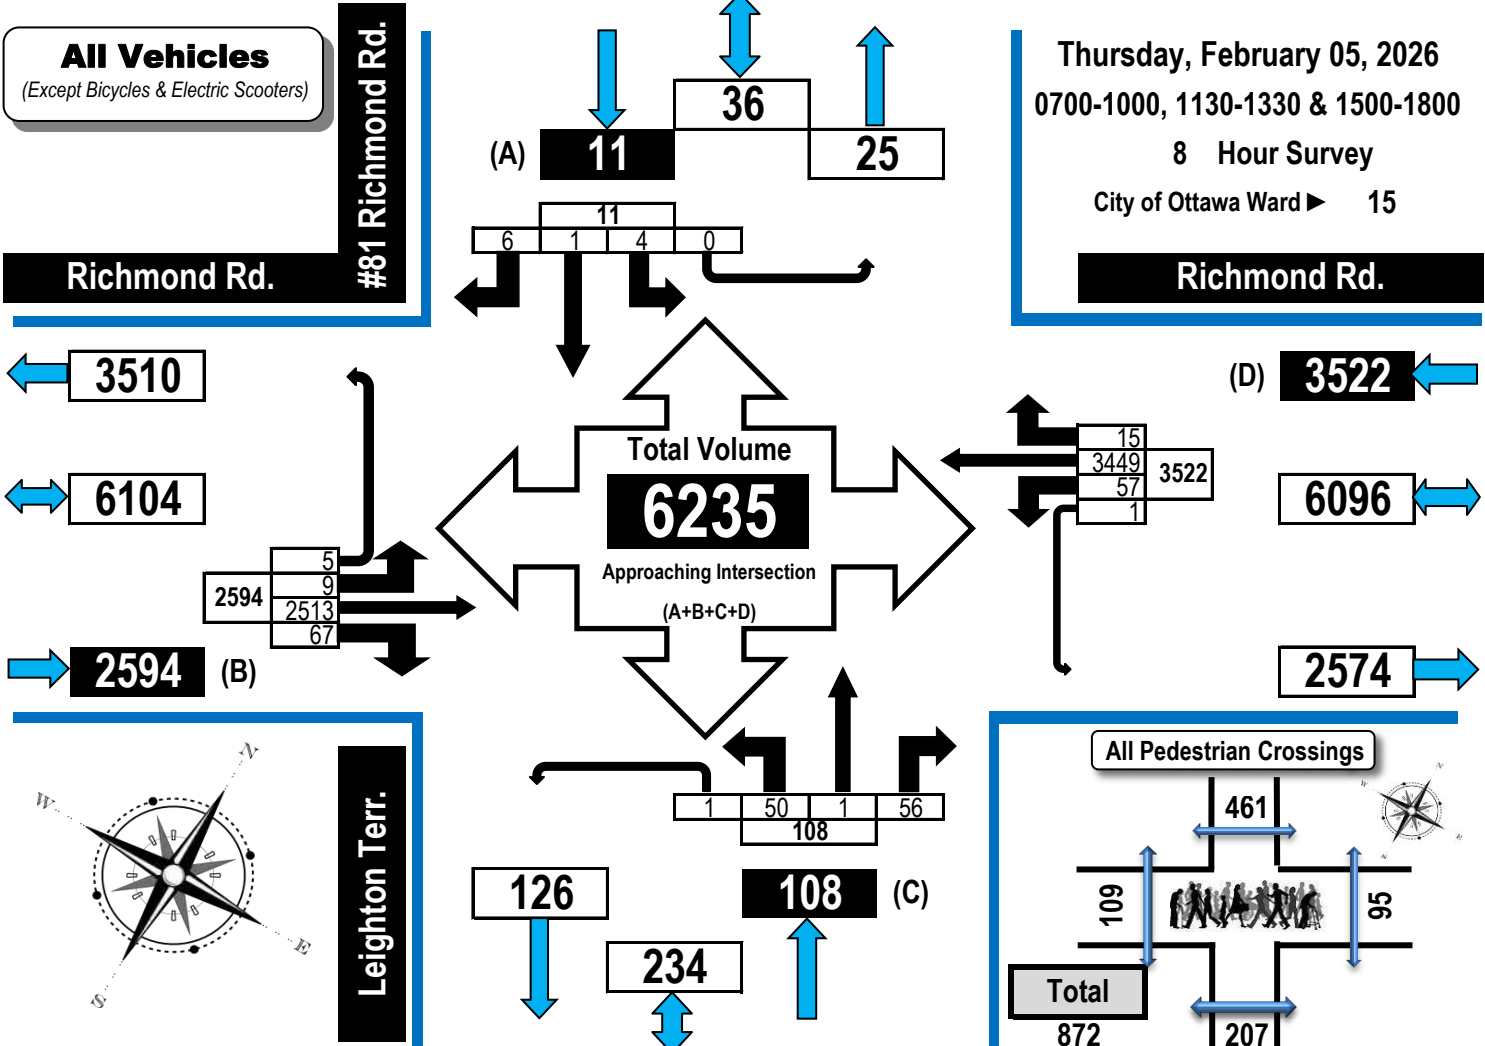 All Vehicles
(Except Bicycles & Electric Scooters)
#81 Richmond Rd.
Richmond Rd.
Thursday, February 05, 2026
0700-1000, 1130-1330 & 1500-1800
8 Hour Survey
City of Ottawa Ward ► 15
Richmond Rd.
36
(A) 11
25
11
6 1 4 0
3510
6104
5
9
2513
67
2594
2594 (B)
Total Volume
6235
Approaching Intersection
(A+B+C+D)
(D) 3522
15
3449
57
1
3522
6096
2574
1 50 1 56
108
126
108 (C)
234
Leighton Terr.
N
W
E
S
All Pedestrian Crossings
461
109
95
Total
872
207
N
W
E
S